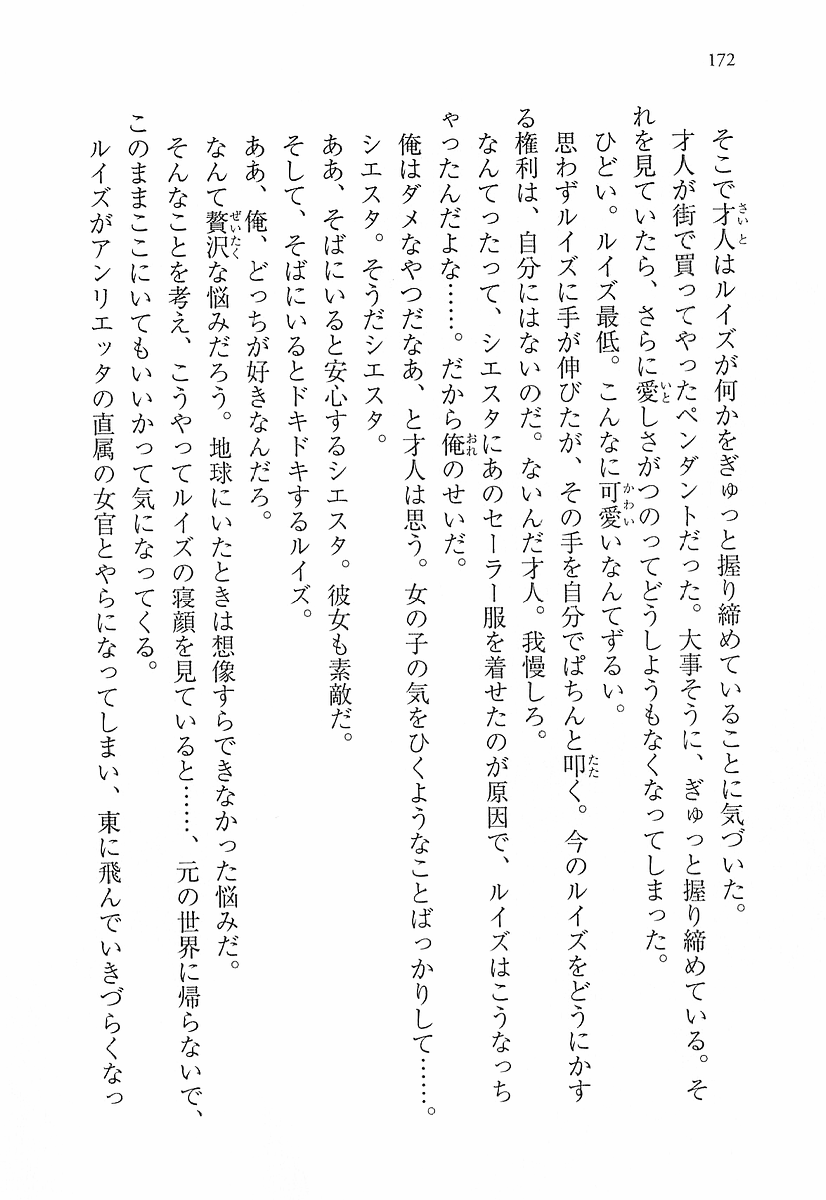 172
そこで才人はルイズが何かをぎゅっと握り締めていることに気づいた。
才人が街で買ってやったペンダントだった。大事そうに、ぎゅっと握り締めている。そ
れを見ていたら、さらに愛しさがつのってどうしようもなくなってしまった。
ひどい。ルイズ最低。こんなに可愛いなんてずるい。
思わずルイズに手が伸びたが、その手を自分でぱちんと叩く。今のルイズをどうにかす
る権利は、自分にはないのだ。ないんだ才人。我慢しろ。
なんてったって、シエスタにあのセーラー服を着せたのが原因で、ルイズはこうなっち
ゃったんだよな……。だから俺のせいだ。
俺はダメなやつだなあ、と才人は思う。女の子の気をひくようなことばっかりして……。
シエスタ。そうだシエスタ。
ああ、そばにいると安心するシエスタ。彼女も素敵だ。
そして、そばにいるとドキドキするルイズ。
ああ、俺、どっちが好きなんだろ。
なんて贅沢な悩みだろう。地球にいたときは想像すらできなかった悩みだ。
そんなことを考え、こうやってルイズの寝顔を見ていると……、元の世界に帰らないで、
このままここにいてもいいかって気になってくる。
ルイズがアンリエッタの直属の女官とやらになってしまい、東に飛んでいきづらくなっ